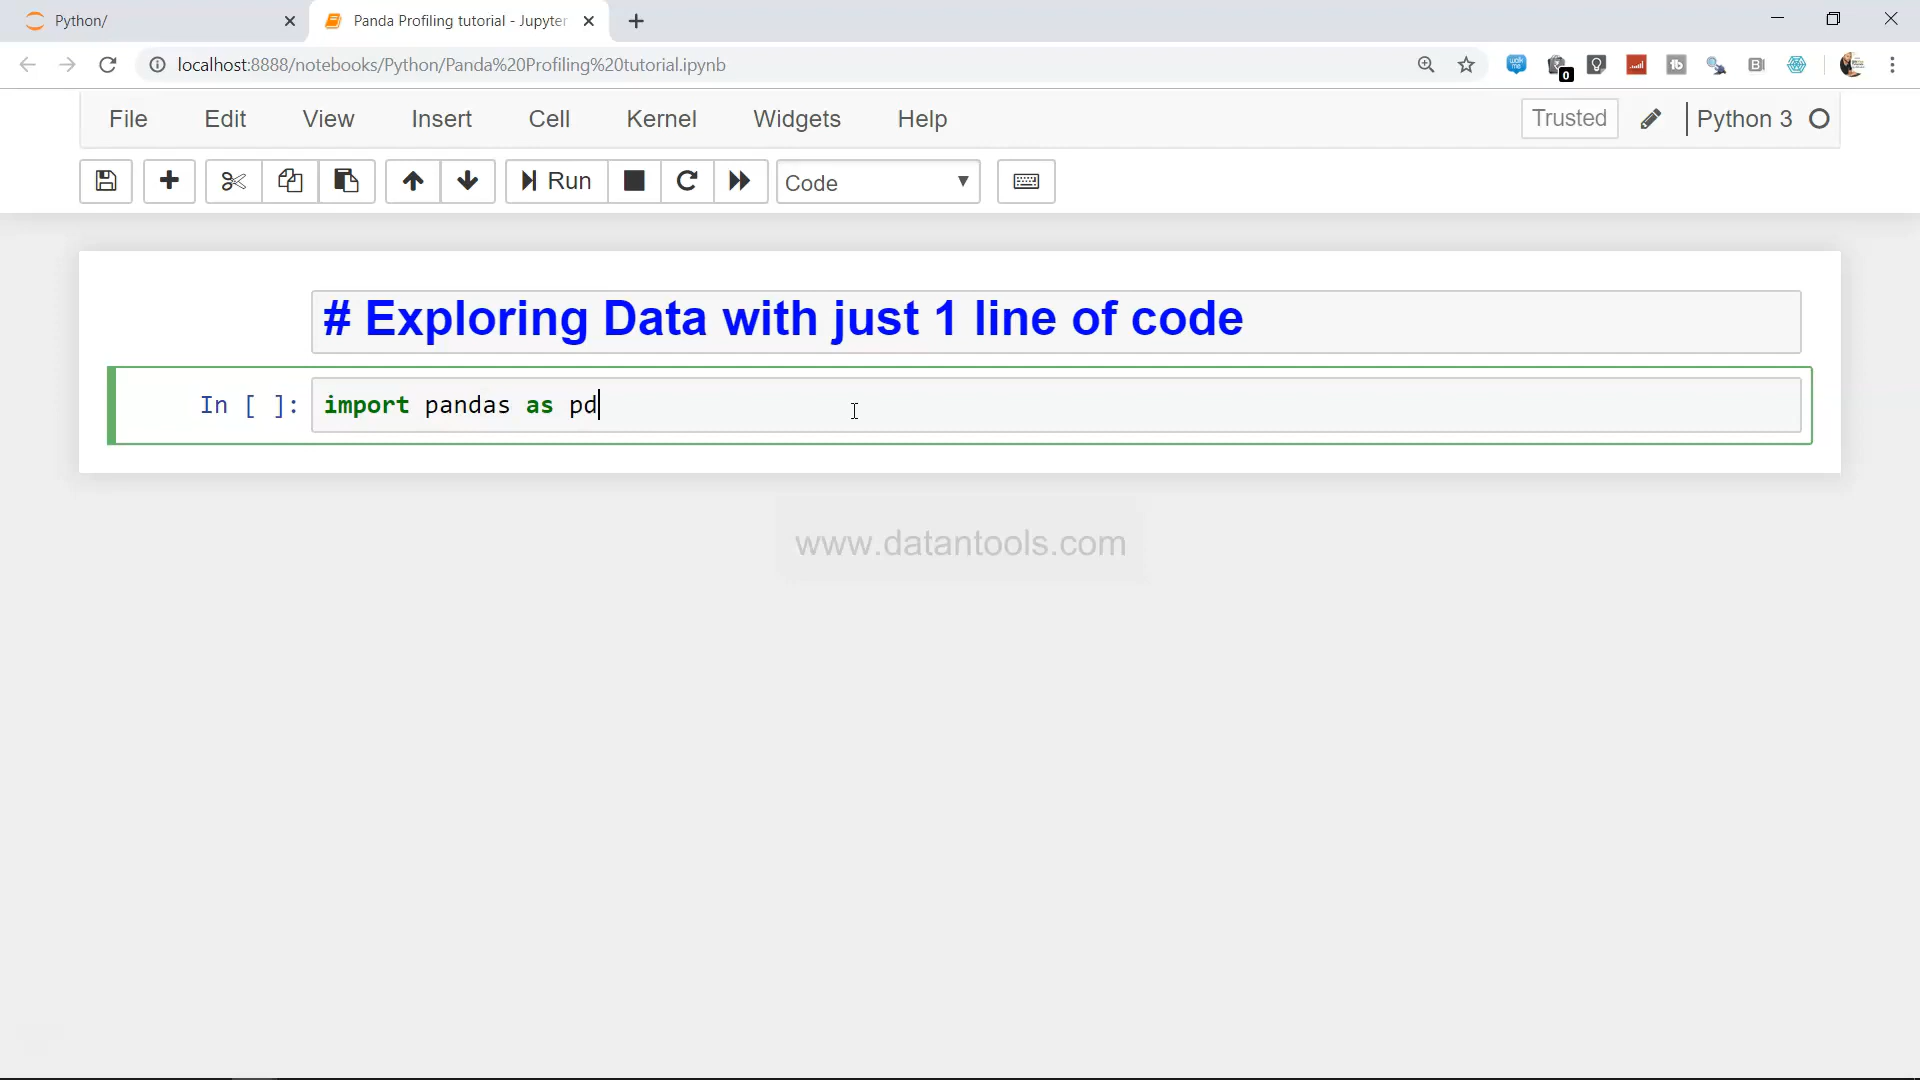 Python/
Panda Profiling tutorial - Jupyter
localhost:8888/notebooks/Python/Panda%20Profiling%20tutorial.ipynb
0
File Edit View Insert Cell Kernel Widgets Help Trusted Python 3
Run Code
# Exploring Data with just 1 line of code
In [ ]: import pandas as pd
www.datantools.com